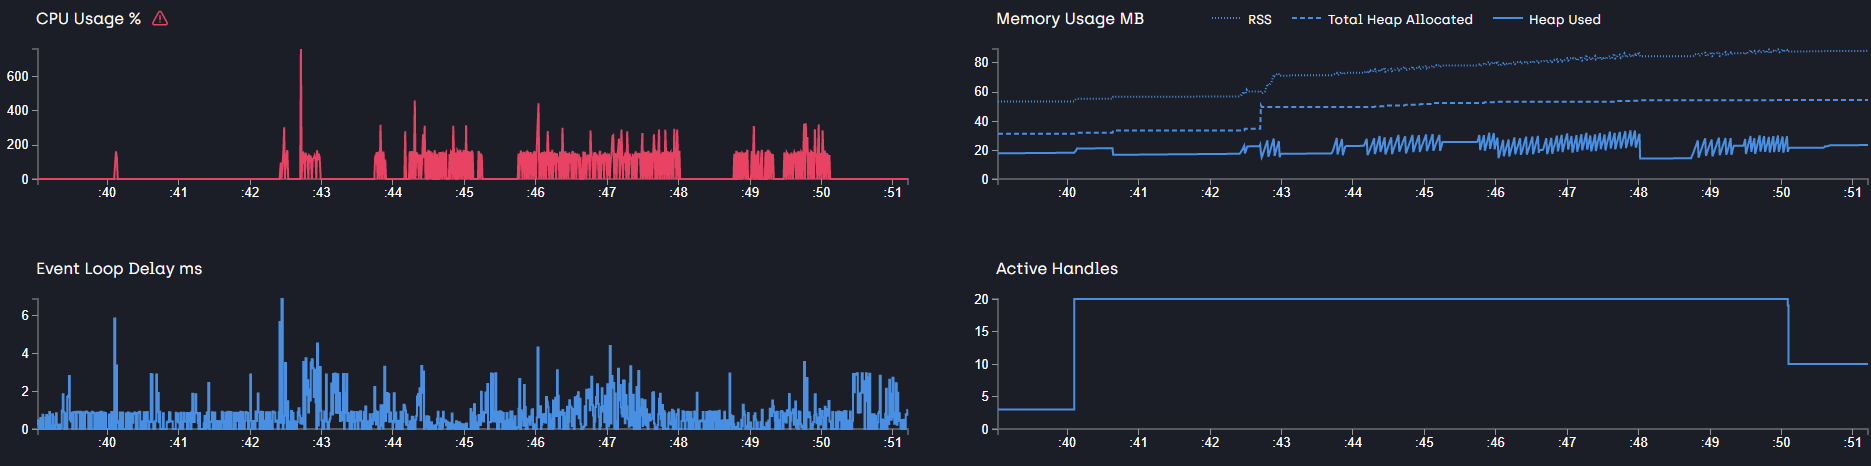 CPU Usage %
600
400
200
0
:40 :41 :42 :43 :44 :45 :46 :47 :48 :49 :50 :51
Memory Usage MB
RSS Total Heap Allocated Heap Used
80
60
40
20
0
:40 :41 :42 :43 :44 :45 :46 :47 :48 :49 :50 :51
Event Loop Delay ms
6
4
2
0
:40 :41 :42 :43 :44 :45 :46 :47 :48 :49 :50 :51
Active Handles
20
15
10
5
0
:40 :41 :42 :43 :44 :45 :46 :47 :48 :49 :50 :51